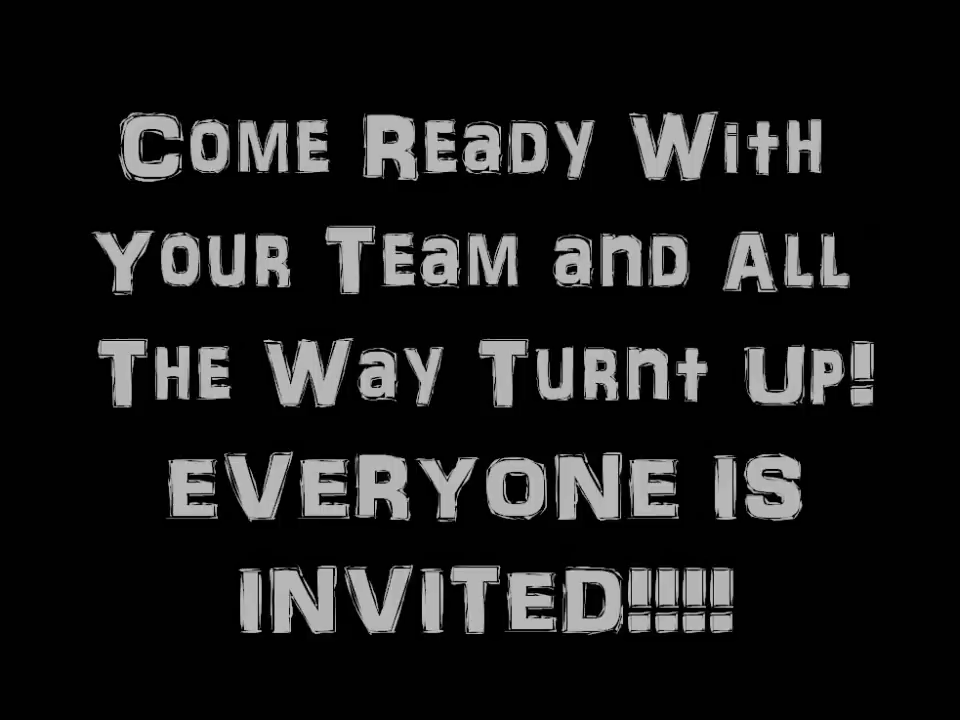 Come Ready With
Your Team and All
The Way Turnt Up!
EVERYONE IS
INVITED!!!!